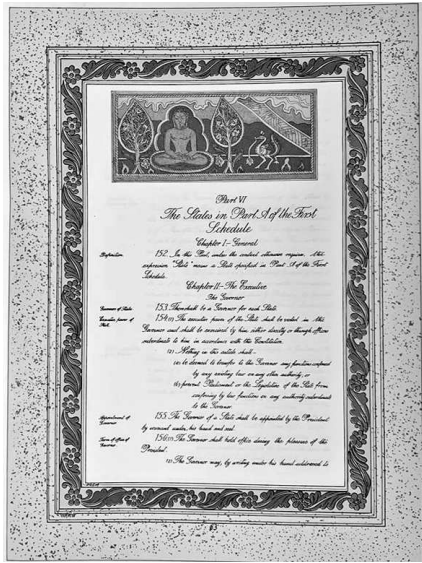 Part VI
The States in Part A of the First
Schedule
Chapter I—General
Definition. 152. In this Part, unless the context otherwise requires, the
expression "State" means a State specified in Part A of the First
Schedule.
Chapter II—The Executive
The Governor
Governors of States. 153. There shall be a Governor for each State.
Executive power of State. 154. (1) The executive power of the State shall be vested in the
Governor and shall be exercised by him either directly or through officers
subordinate to him in accordance with this Constitution.
(2) Nothing in this article shall—
(a) be deemed to transfer to the Governor any functions conferred
by any existing law on any other authority; or
(b) prevent Parliament or the Legislature of the State from
conferring by law functions on any authority subordinate
to the Governor.
Appointment of Governor. 155. The Governor of a State shall be appointed by the President
by warrant under his hand and seal.
Term of office of Governor. 156. (1) The Governor shall hold office during the pleasure of the
President.
(2) The Governor may, by writing under his hand addressed to
83